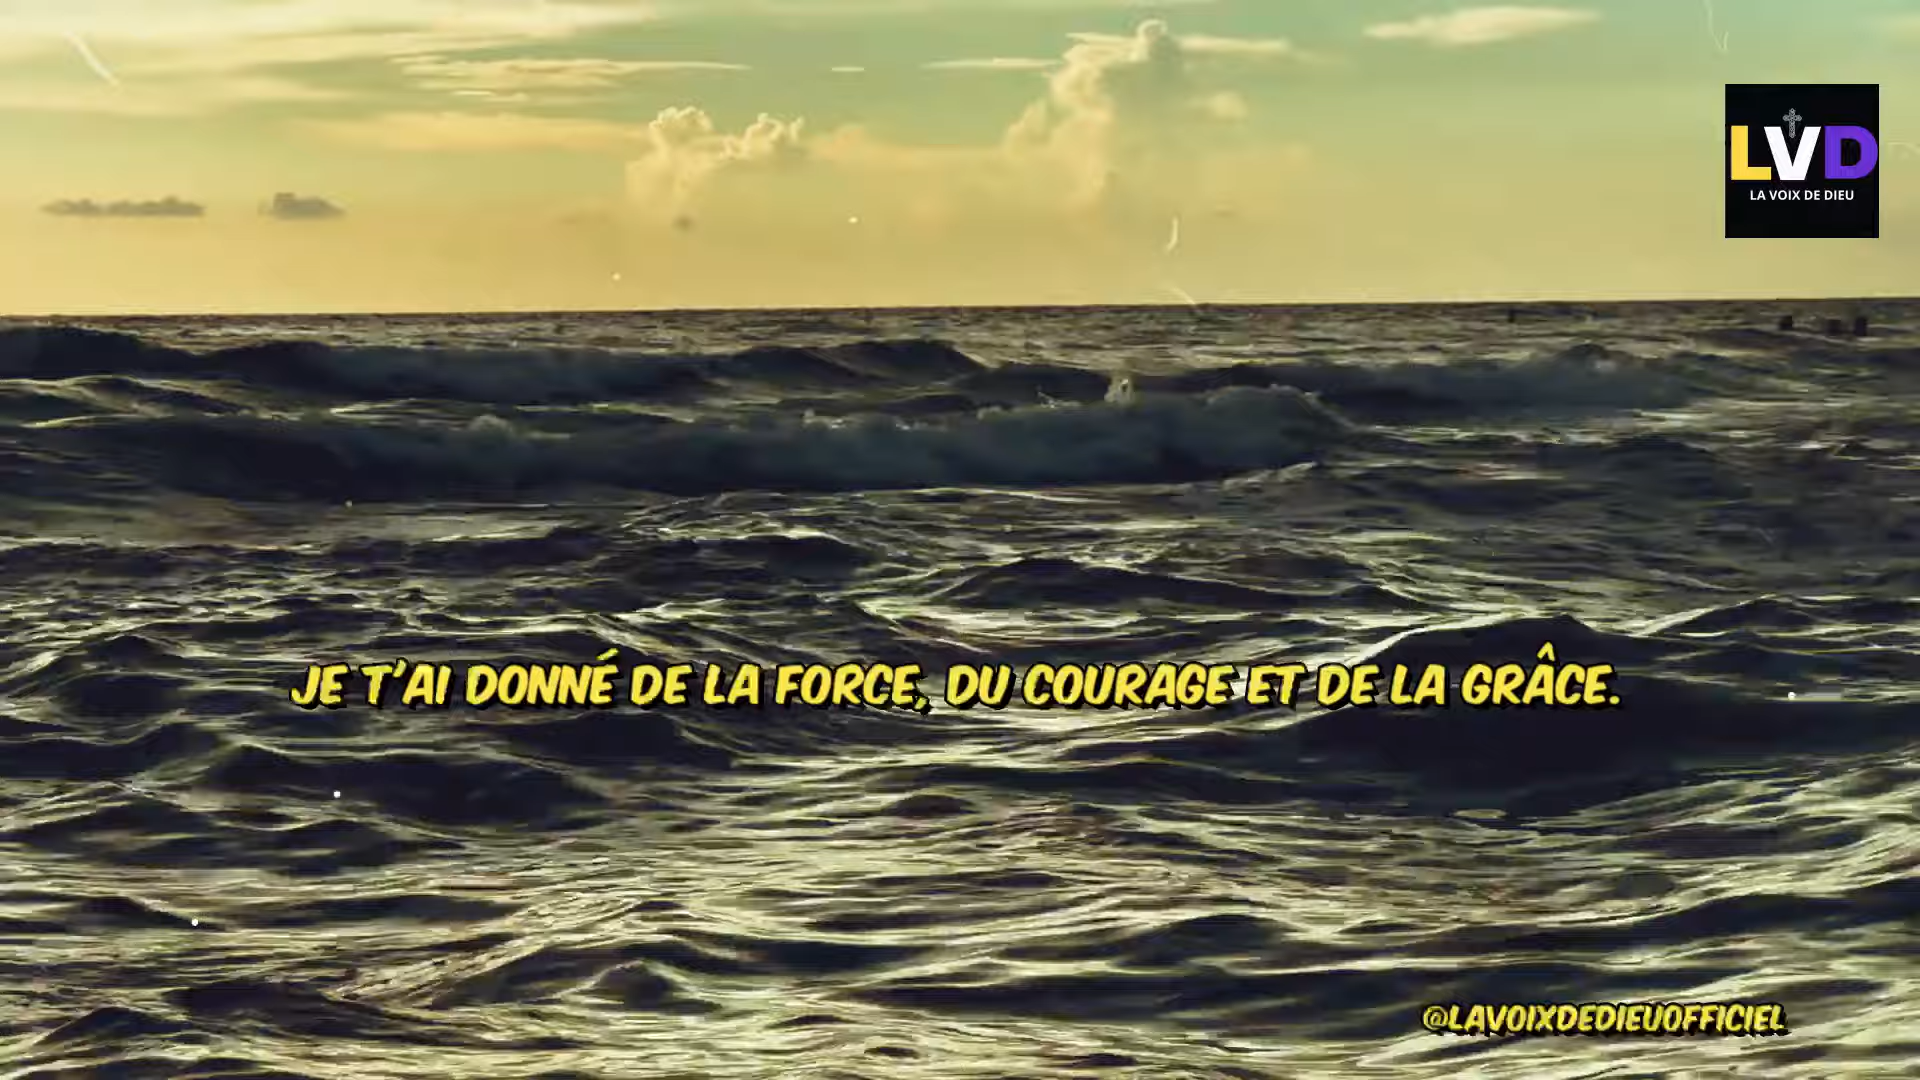 LVD
LA VOIX DE DIEU
JE T'AI DONNÉ DE LA FORCE, DU COURAGE ET DE LA GRÂCE.
@LAVOIXDEDIEUOFFICIEL